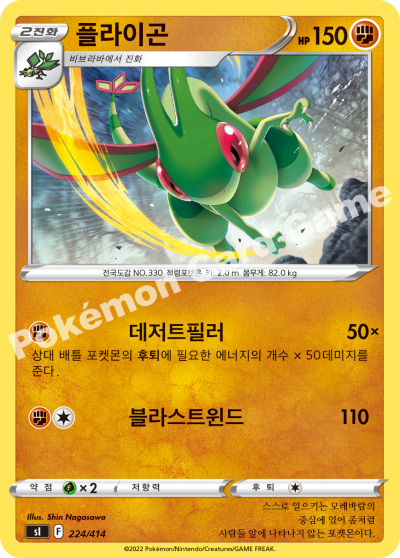 2진화
플라이곤
HP 150
비브라바에서 진화
전국도감 NO.330 정령포켓몬 키: 2.0 m 몸무게: 82.0 kg
Pokémon Card Game
데저트필러 50×
상대 배틀 포켓몬의 후퇴에 필요한 에너지의 개수 × 50데미지를
준다.
블라스트윈드 110
약점 ×2 저항력 후퇴
Illus. Shin Nagasawa
sI F 224/414
스스로 일으키는 모래바람의
중심에 있어 좀처럼
사람들 앞에 나타나지 않는 포켓몬이다.
©2022 Pokémon/Nintendo/Creatures/GAME FREAK.